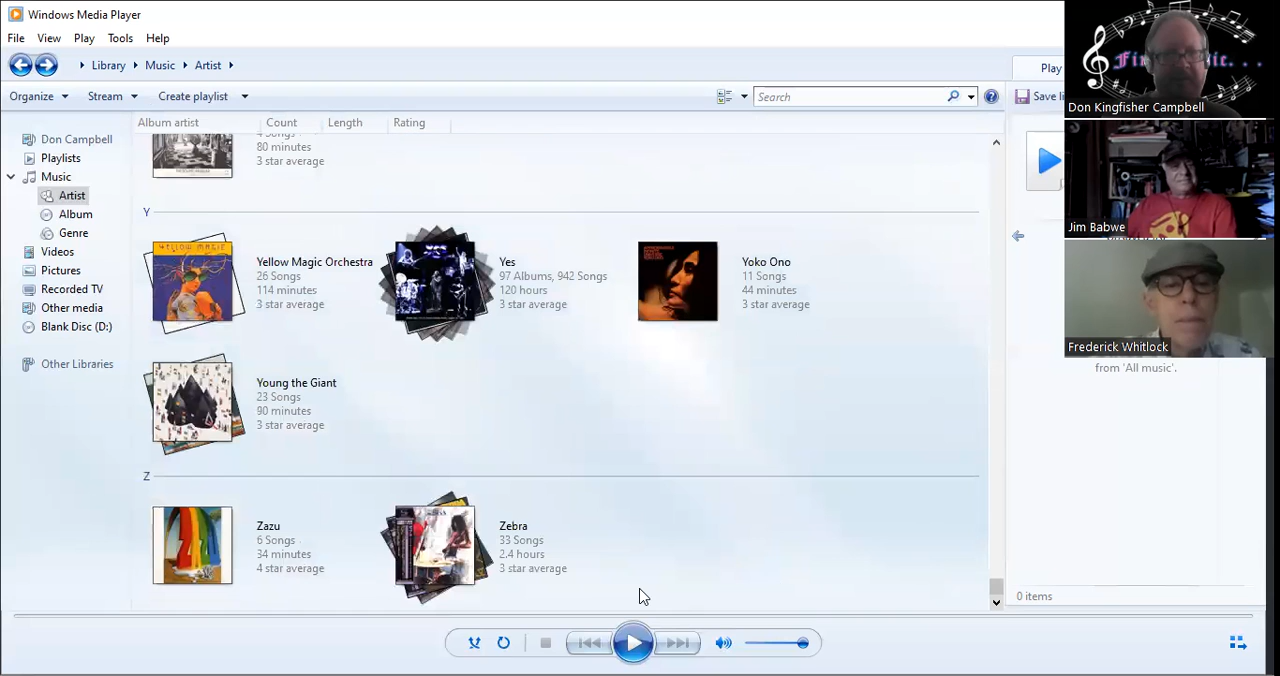 Windows Media Player
File View Play Tools Help
Library Music Artist
Play
Organize Stream Create playlist
Search
Save li
Album artist Count Length Rating
Don Campbell
Playlists
Music
Artist
Album
Genre
Videos
Pictures
Recorded TV
Other media
Blank Disc (D:)
Other Libraries
4 Songs
80 minutes
3 star average
Y
YELLOW MAGIC
Yellow Magic Orchestra
26 Songs
114 minutes
3 star average
Yes
97 Albums, 942 Songs
120 hours
3 star average
Yoko Ono
11 Songs
44 minutes
3 star average
Young the Giant
23 Songs
90 minutes
3 star average
Z
Zazu
6 Songs
34 minutes
4 star average
Zebra
33 Songs
2.4 hours
3 star average
Don Kingfisher Campbell
Jim Babwe
Frederick Whitlock
from 'All music'.
0 items